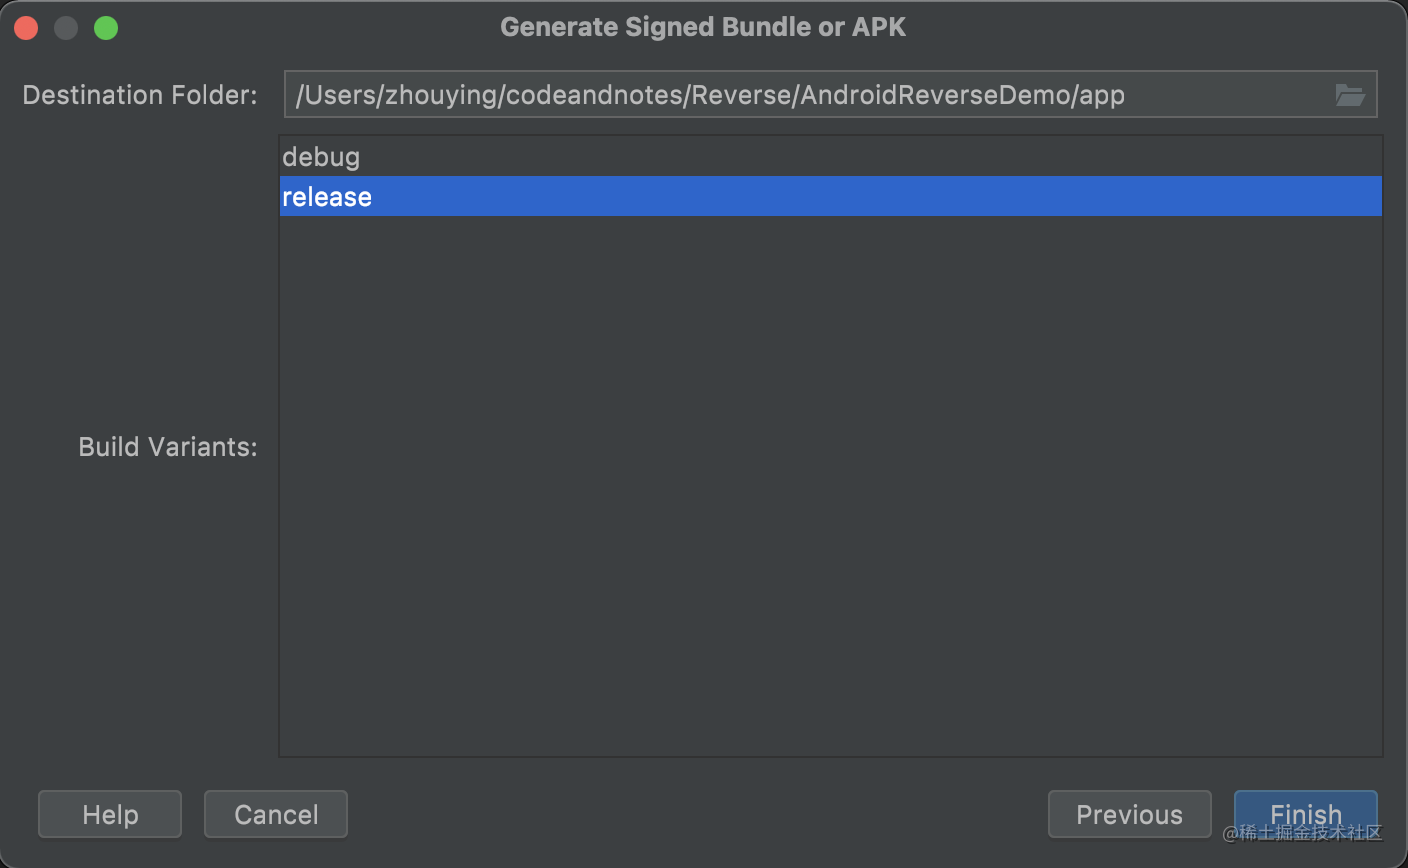 Generate Signed Bundle or APK
Destination Folder: /Users/zhouying/codeandnotes/Reverse/AndroidReverseDemo/app
debug
release
Build Variants:
Help Cancel Previous Finish
@稀土掘金技术社区